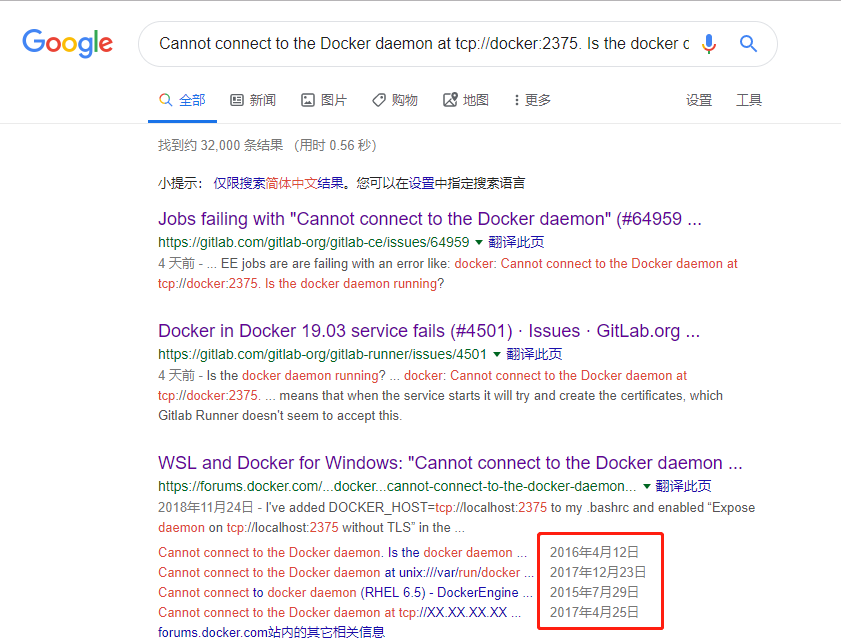 Google
Cannot connect to the Docker daemon at tcp://docker:2375. Is the docker c
全部 新闻 图片 购物 地图 更多 设置 工具
找到约 32,000 条结果 （用时 0.56 秒）
小提示： 仅限搜索简体中文结果。您可以在设置中指定搜索语言
Jobs failing with "Cannot connect to the Docker daemon" (#64959 ...
https://gitlab.com/gitlab-org/gitlab-ce/issues/64959 翻译此页
4 天前 - ... EE jobs are are failing with an error like: docker: Cannot connect to the Docker daemon at
tcp://docker:2375. Is the docker daemon running?
Docker in Docker 19.03 service fails (#4501) · Issues · GitLab.org ...
https://gitlab.com/gitlab-org/gitlab-runner/issues/4501 翻译此页
4 天前 - Is the docker daemon running? ... docker: Cannot connect to the Docker daemon at
tcp://docker:2375. ... means that when the service starts it will try and create the certificates, which
Gitlab Runner doesn’t seem to accept this.
WSL and Docker for Windows: "Cannot connect to the Docker daemon ...
https://forums.docker.com/...docker...cannot-connect-to-the-docker-daemon... 翻译此页
2018年11月24日 - I’ve added DOCKER_HOST=tcp://localhost:2375 to my .bashrc and enabled “Expose
daemon on tcp://localhost:2375 without TLS” in the ...
Cannot connect to the Docker daemon. Is the docker daemon ... 2016年4月12日
Cannot connect to the Docker daemon at unix:///var/run/docker ... 2017年12月23日
Cannot connect to docker daemon (RHEL 6.5) - DockerEngine ... 2015年7月29日
Cannot connect to the Docker daemon at tcp://XX.XX.XX.XX ... 2017年4月25日
forums.docker.com站内的其它相关信息